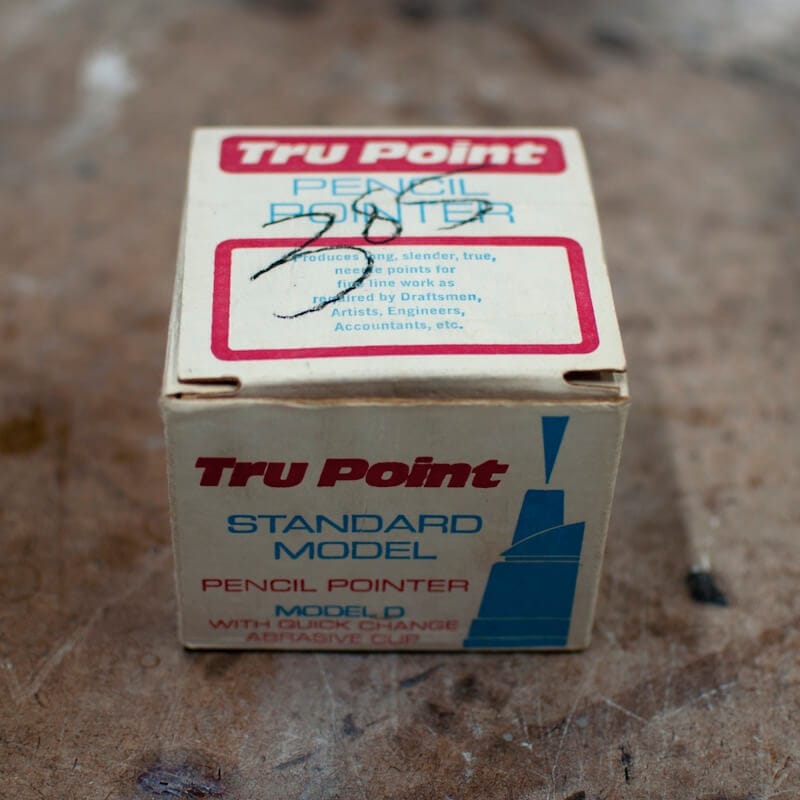 Tru Point
PENCIL
POINTER
305
Produces long, slender, true,
needle points for
fine line work as
required by Draftsmen,
Artists, Engineers,
Accountants, etc.
Tru Point
STANDARD
MODEL
PENCIL POINTER
MODEL D
WITH QUICK CHANGE
ABRASIVE CUP